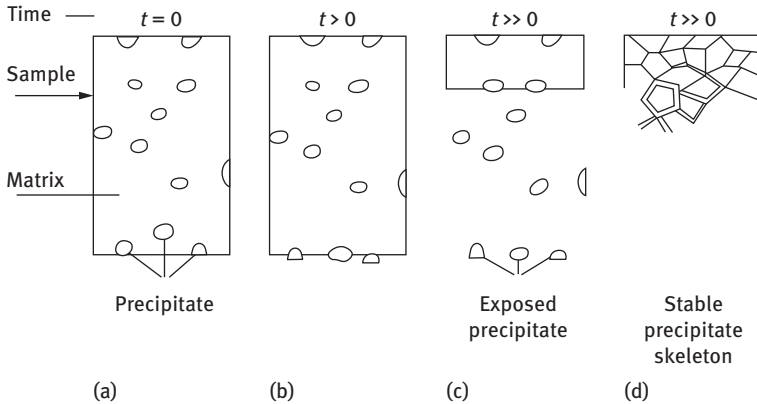 Time
t = 0
t > 0
t >> 0
t >> 0
Sample
Matrix
Precipitate
Exposed
precipitate
Stable
precipitate
skeleton
(a)
(b)
(c)
(d)